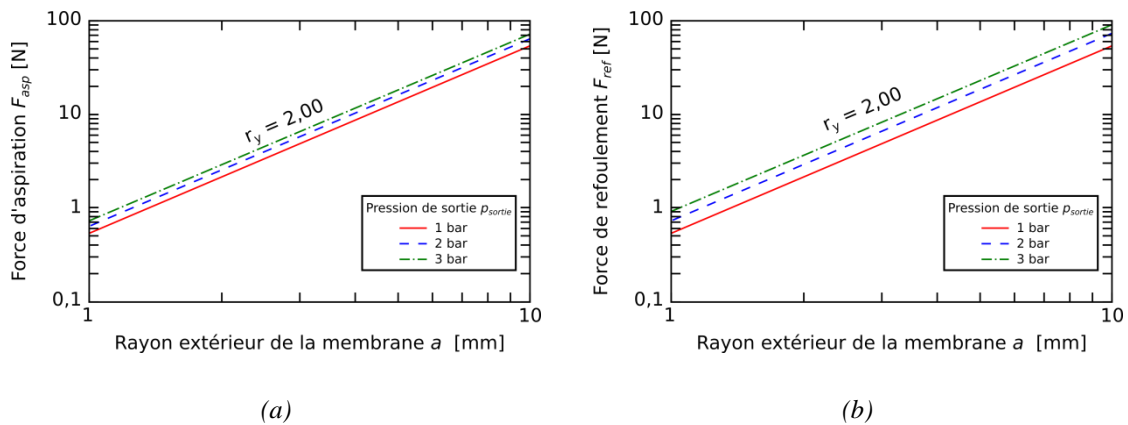 100
10
1
0,1
Force d'aspiration F_asp [N]
r_y = 2,00
Pression de sortie p_sortie
1 bar
2 bar
3 bar
1
10
Rayon extérieur de la membrane a [mm]
(a)
100
10
1
0,1
Force de refoulement F_ref [N]
r_y = 2,00
Pression de sortie p_sortie
1 bar
2 bar
3 bar
1
10
Rayon extérieur de la membrane a [mm]
(b)